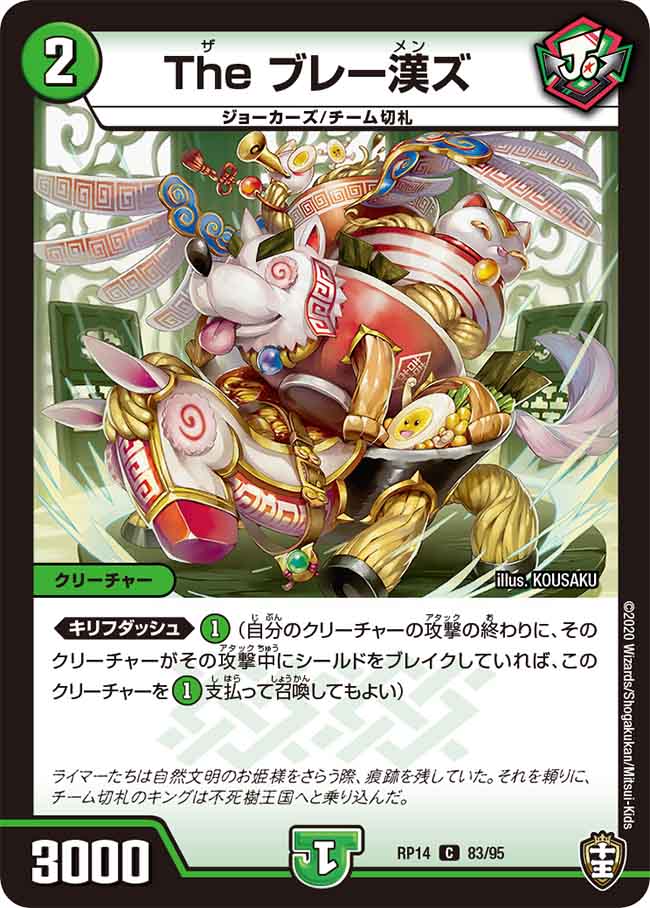 2
The ブレー漢ズ
ザ メン
ジョーカーズ/チーム切札
クリーチャー
illus. KOUSAKU
キリフダッシュ 1(自分のクリーチャーの攻撃の終わりに、その
クリーチャーがその攻撃中にシールドをブレイクしていれば、この
クリーチャーを1支払って召喚してもよい)
ライマーたちは自然文明のお姫様をさらう際、痕跡を残していた。それを頼りに、
チーム切札のキングは不死樹王国へと乗り込んだ。
3000
RP14 C 83/95
©2020 Wizards/Shogakukan/Mitsui-Kids